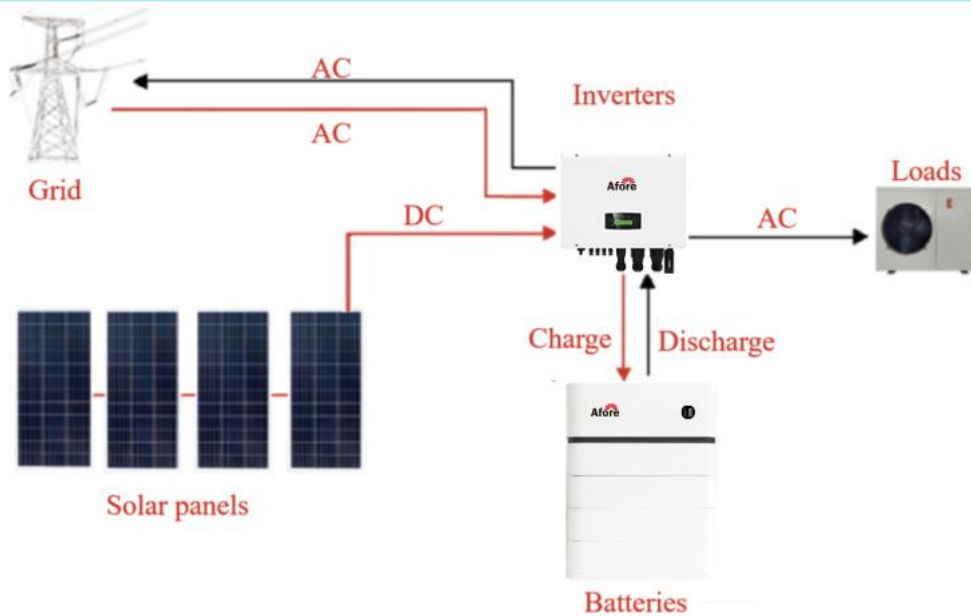 AC
Inverters
AC
Grid
Afore
Loads
DC
AC
Charge
Discharge
Afore
Solar panels
Batteries